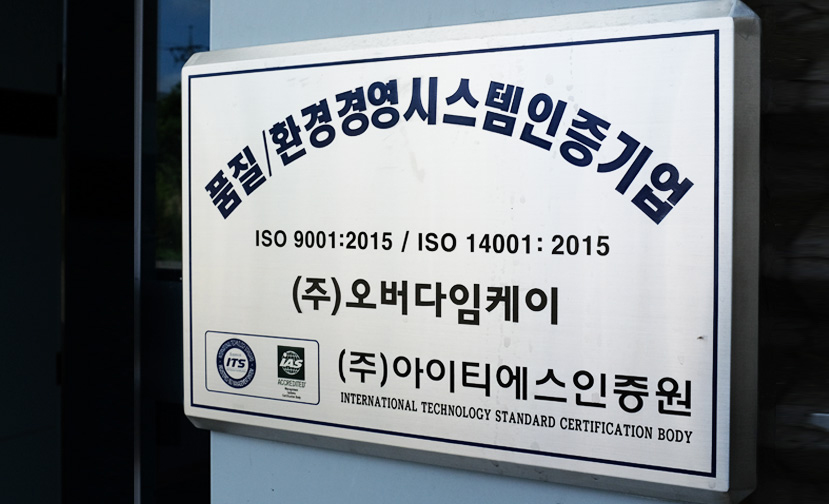 품질/환경경영시스템인증기업
ISO 9001:2015 / ISO 14001: 2015
(주)오버다임케이
ITS
IAS
ACCREDITED
(주)아이티에스인증원
INTERNATIONAL TECHNOLOGY STANDARD CERTIFICATION BODY